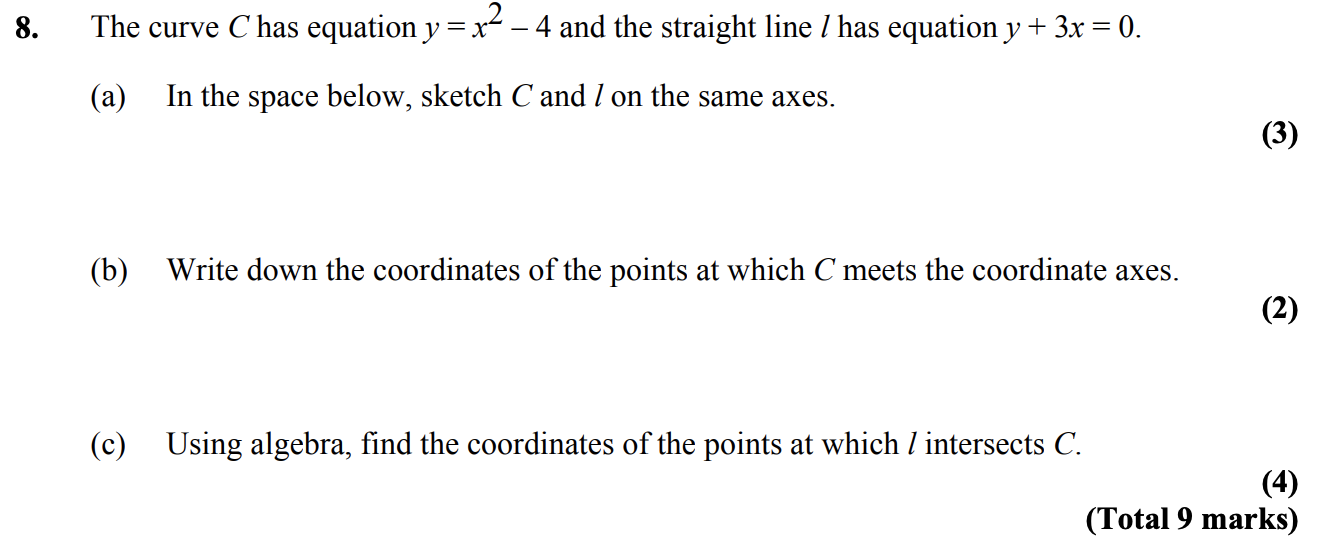 8. The curve C has equation y = x² – 4 and the straight line l has equation y + 3x = 0.
(a) In the space below, sketch C and l on the same axes.
(3)
(b) Write down the coordinates of the points at which C meets the coordinate axes.
(2)
(c) Using algebra, find the coordinates of the points at which l intersects C.
(4)
(Total 9 marks)